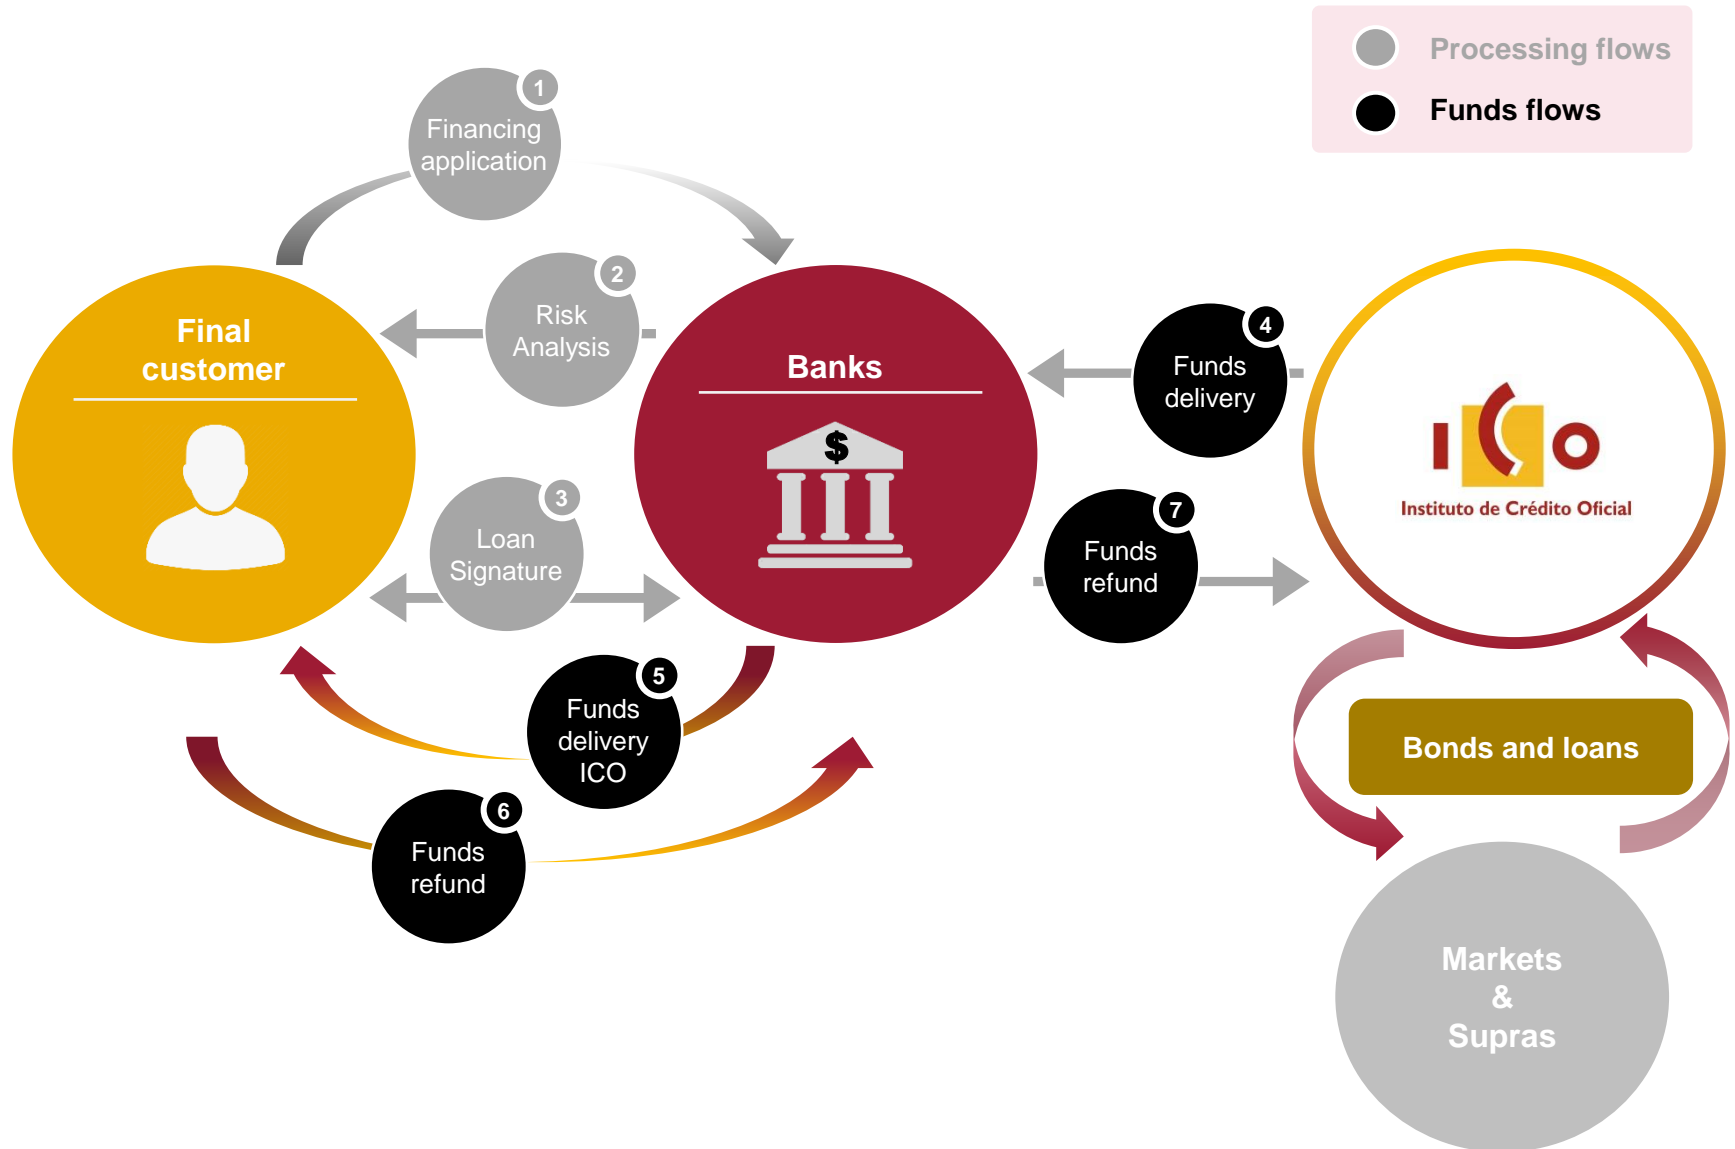 Processing flows
Funds flows
1
Financing
application
2
Risk
Analysis
3
Loan
Signature
Final
customer
Banks
$
4
Funds
delivery
7
Funds
refund
ICO
Instituto de Crédito Oficial
5
Funds
delivery
ICO
6
Funds
refund
Bonds and loans
Markets
&
Supras